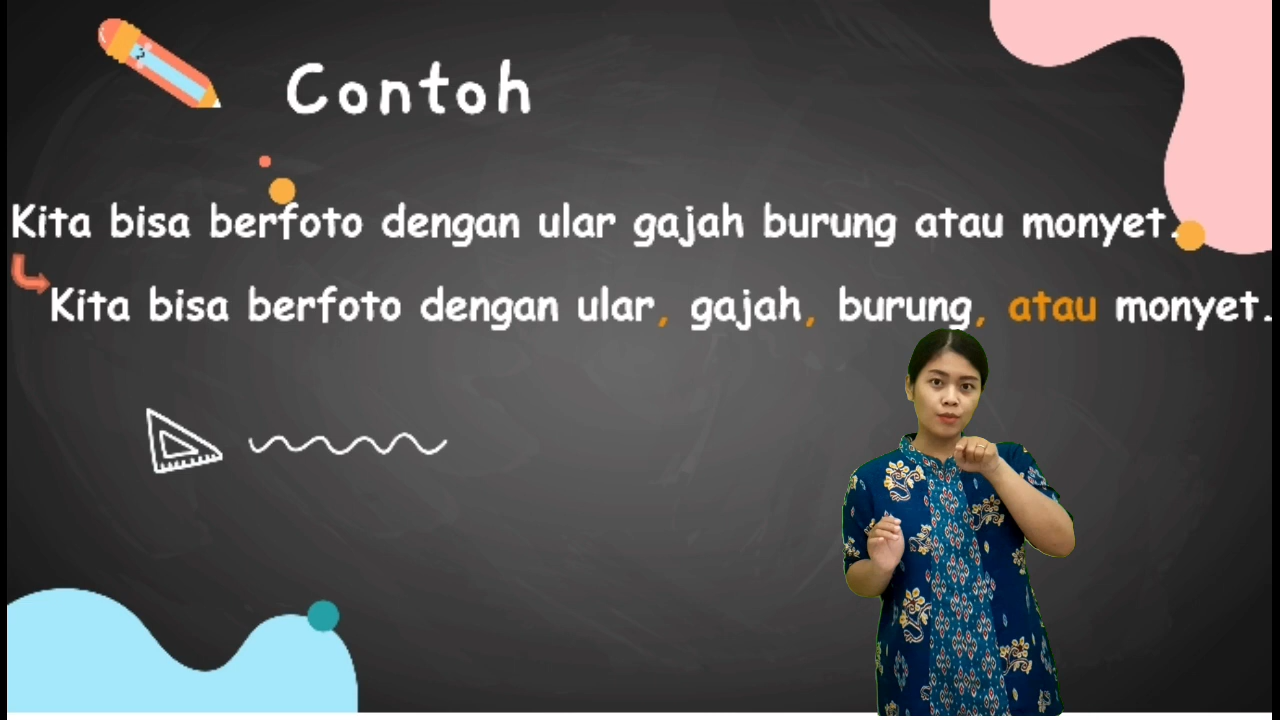 Contoh
Kita bisa berfoto dengan ular gajah burung atau monyet.
Kita bisa berfoto dengan ular, gajah, burung, atau monyet.